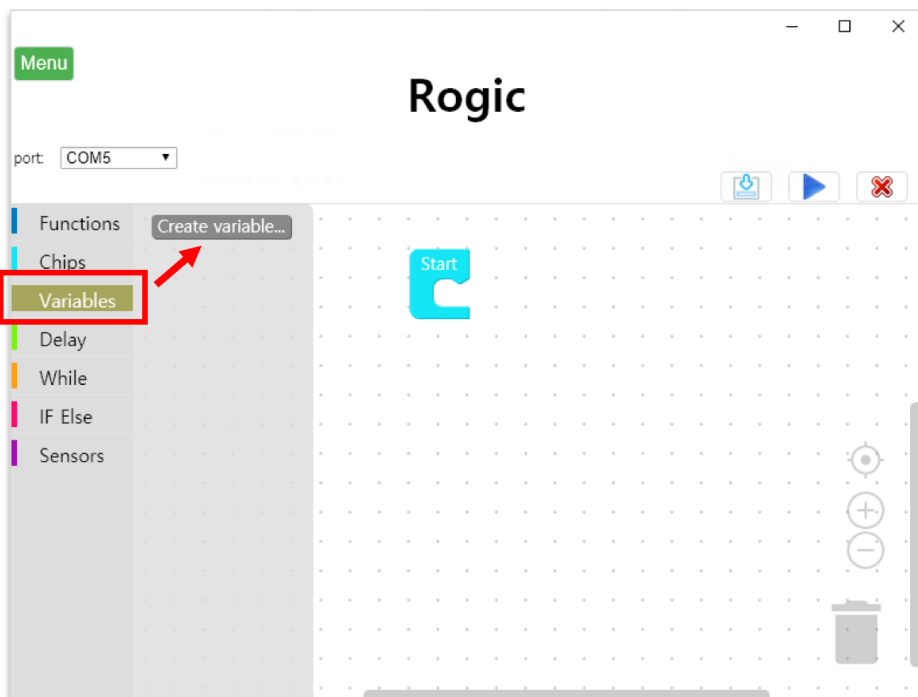 Menu
Rogic
port:
COM5
Functions
Create variable...
Start
Chips
Variables
Delay
While
IF Else
Sensors